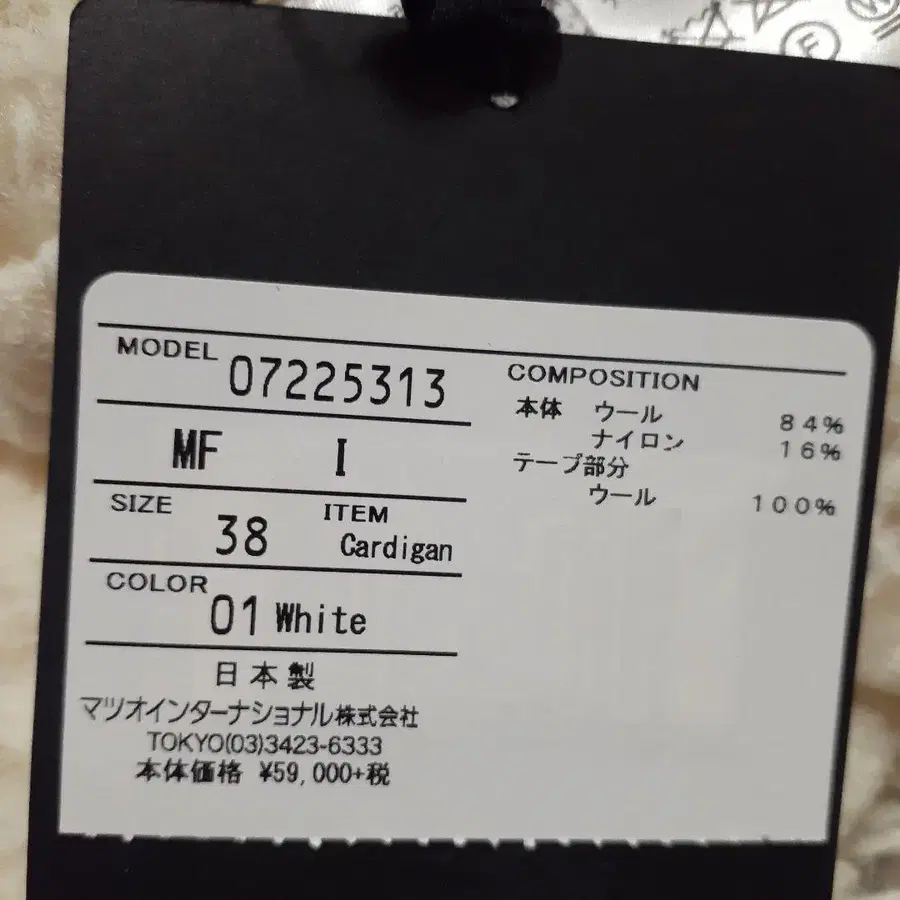 F
W
MODEL 07225313
MF I
SIZE 38 ITEM Cardigan
COLOR 01 White
日本製
マツオインターナショナル株式会社
TOKYO(03)3423-6333
本体価格 ¥59,000+税
COMPOSITION
本体 ウール 84%
ナイロン 16%
テープ部分
ウール 100%